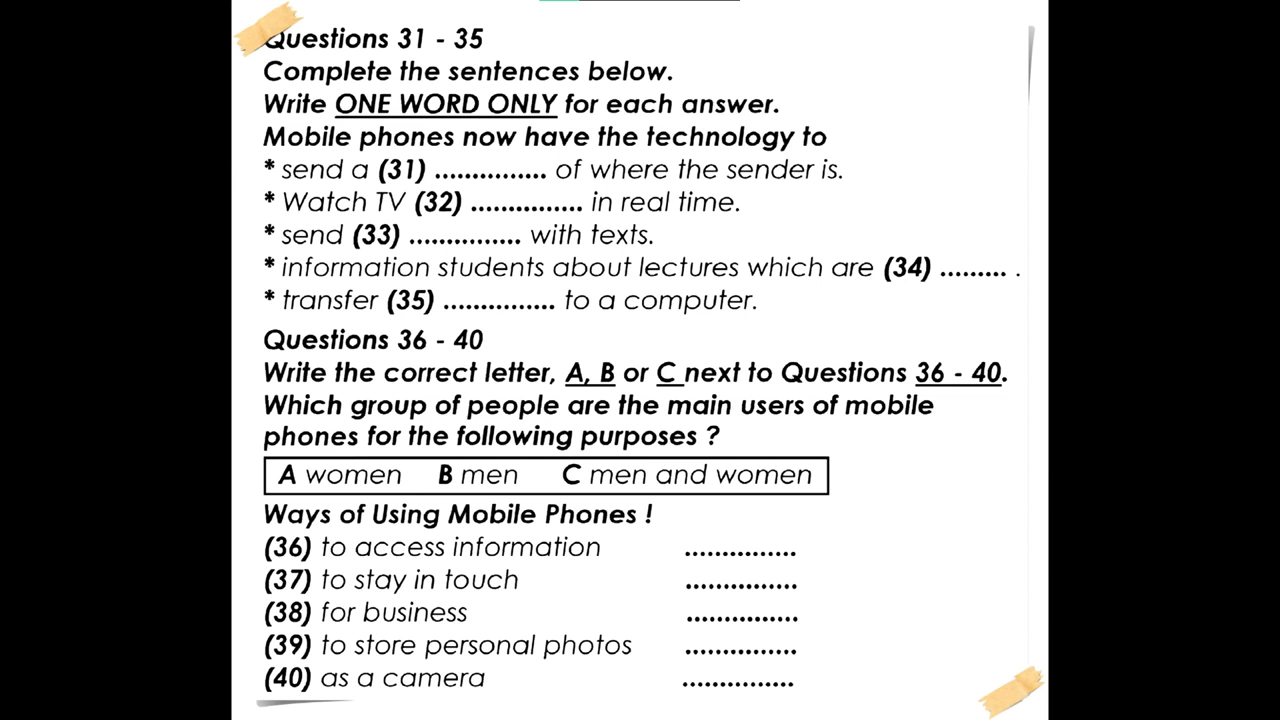 Questions 31 - 35
Complete the sentences below.
Write ONE WORD ONLY for each answer.
Mobile phones now have the technology to
* send a (31) ............... of where the sender is.
* Watch TV (32) ............... in real time.
* send (33) ............... with texts.
* information students about lectures which are (34) ......... .
* transfer (35) ............... to a computer.
Questions 36 - 40
Write the correct letter, A, B or C next to Questions 36 - 40.
Which group of people are the main users of mobile
phones for the following purposes ?
A women B men C men and women
Ways of Using Mobile Phones !
(36) to access information ...............
(37) to stay in touch ...............
(38) for business ...............
(39) to store personal photos ...............
(40) as a camera ...............